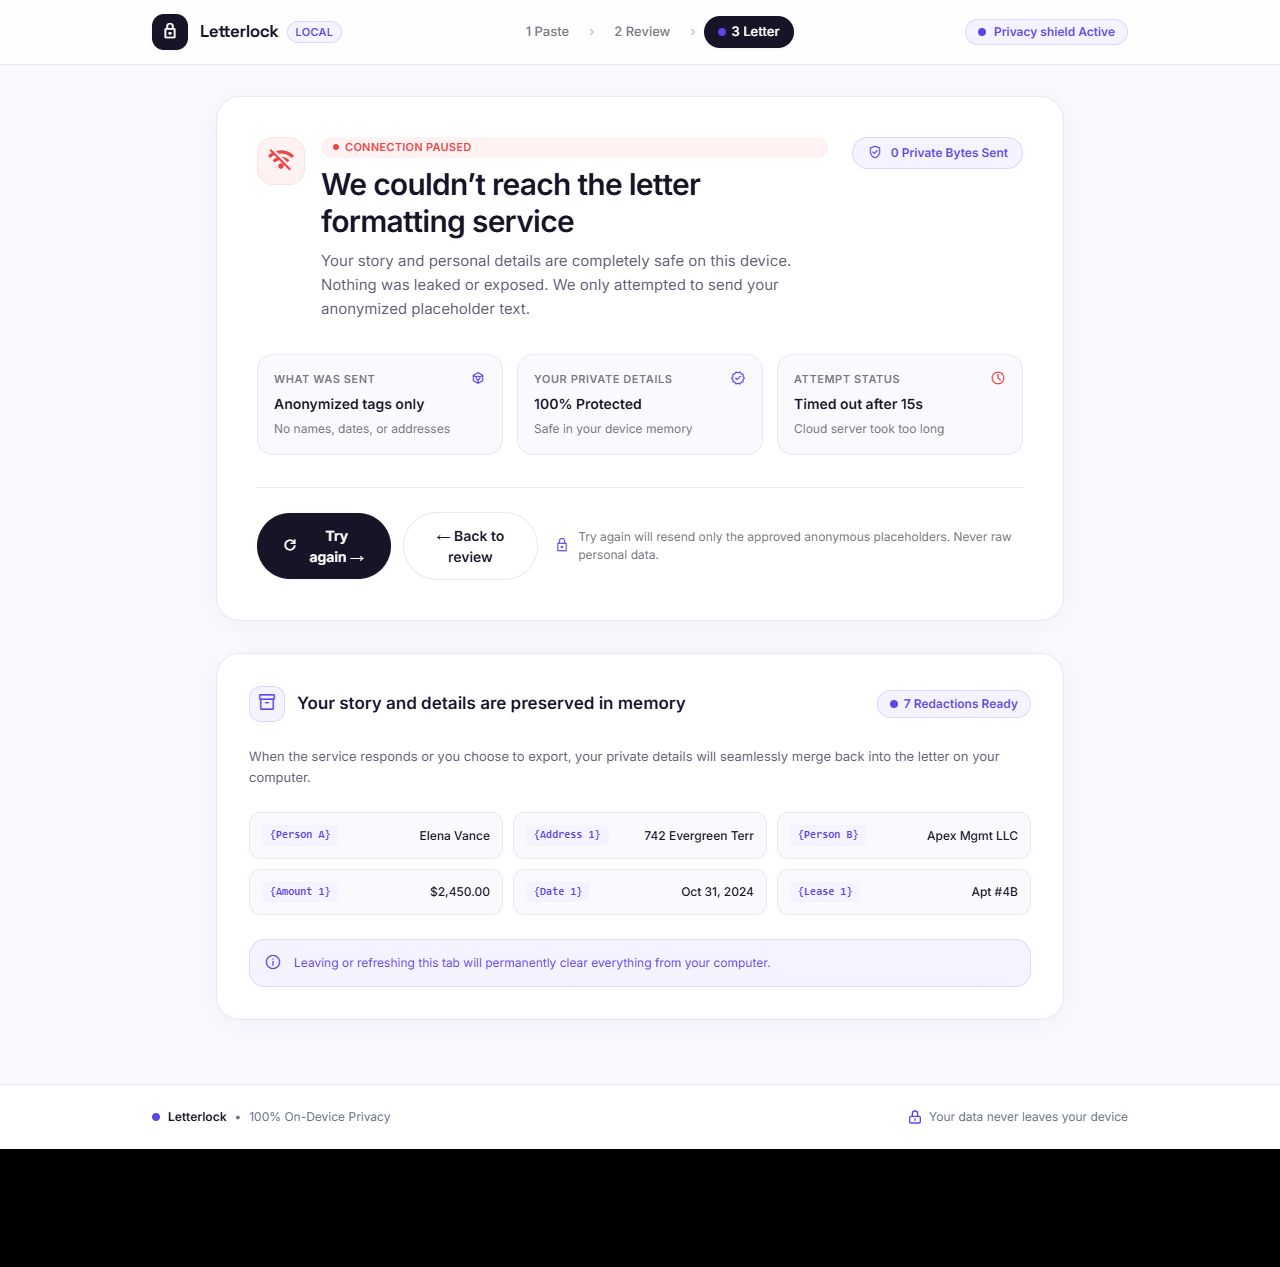 Letterlock LOCAL
1 Paste › 2 Review › 3 Letter
Privacy shield Active
CONNECTION PAUSED
0 Private Bytes Sent
We couldn’t reach the letter
formatting service
Your story and personal details are completely safe on this device.
Nothing was leaked or exposed. We only attempted to send your
anonymized placeholder text.
WHAT WAS SENT
Anonymized tags only
No names, dates, or addresses
YOUR PRIVATE DETAILS
100% Protected
Safe in your device memory
ATTEMPT STATUS
Timed out after 15s
Cloud server took too long
Try
again →
← Back to
review
Try again will resend only the approved anonymous placeholders. Never raw
personal data.
Your story and details are preserved in memory
7 Redactions Ready
When the service responds or you choose to export, your private details will seamlessly merge back into the letter on your
computer.
{Person A} Elena Vance
{Address 1} 742 Evergreen Terr
{Person B} Apex Mgmt LLC
{Amount 1} $2,450.00
{Date 1} Oct 31, 2024
{Lease 1} Apt #4B
Leaving or refreshing this tab will permanently clear everything from your computer.
Letterlock • 100% On-Device Privacy
Your data never leaves your device